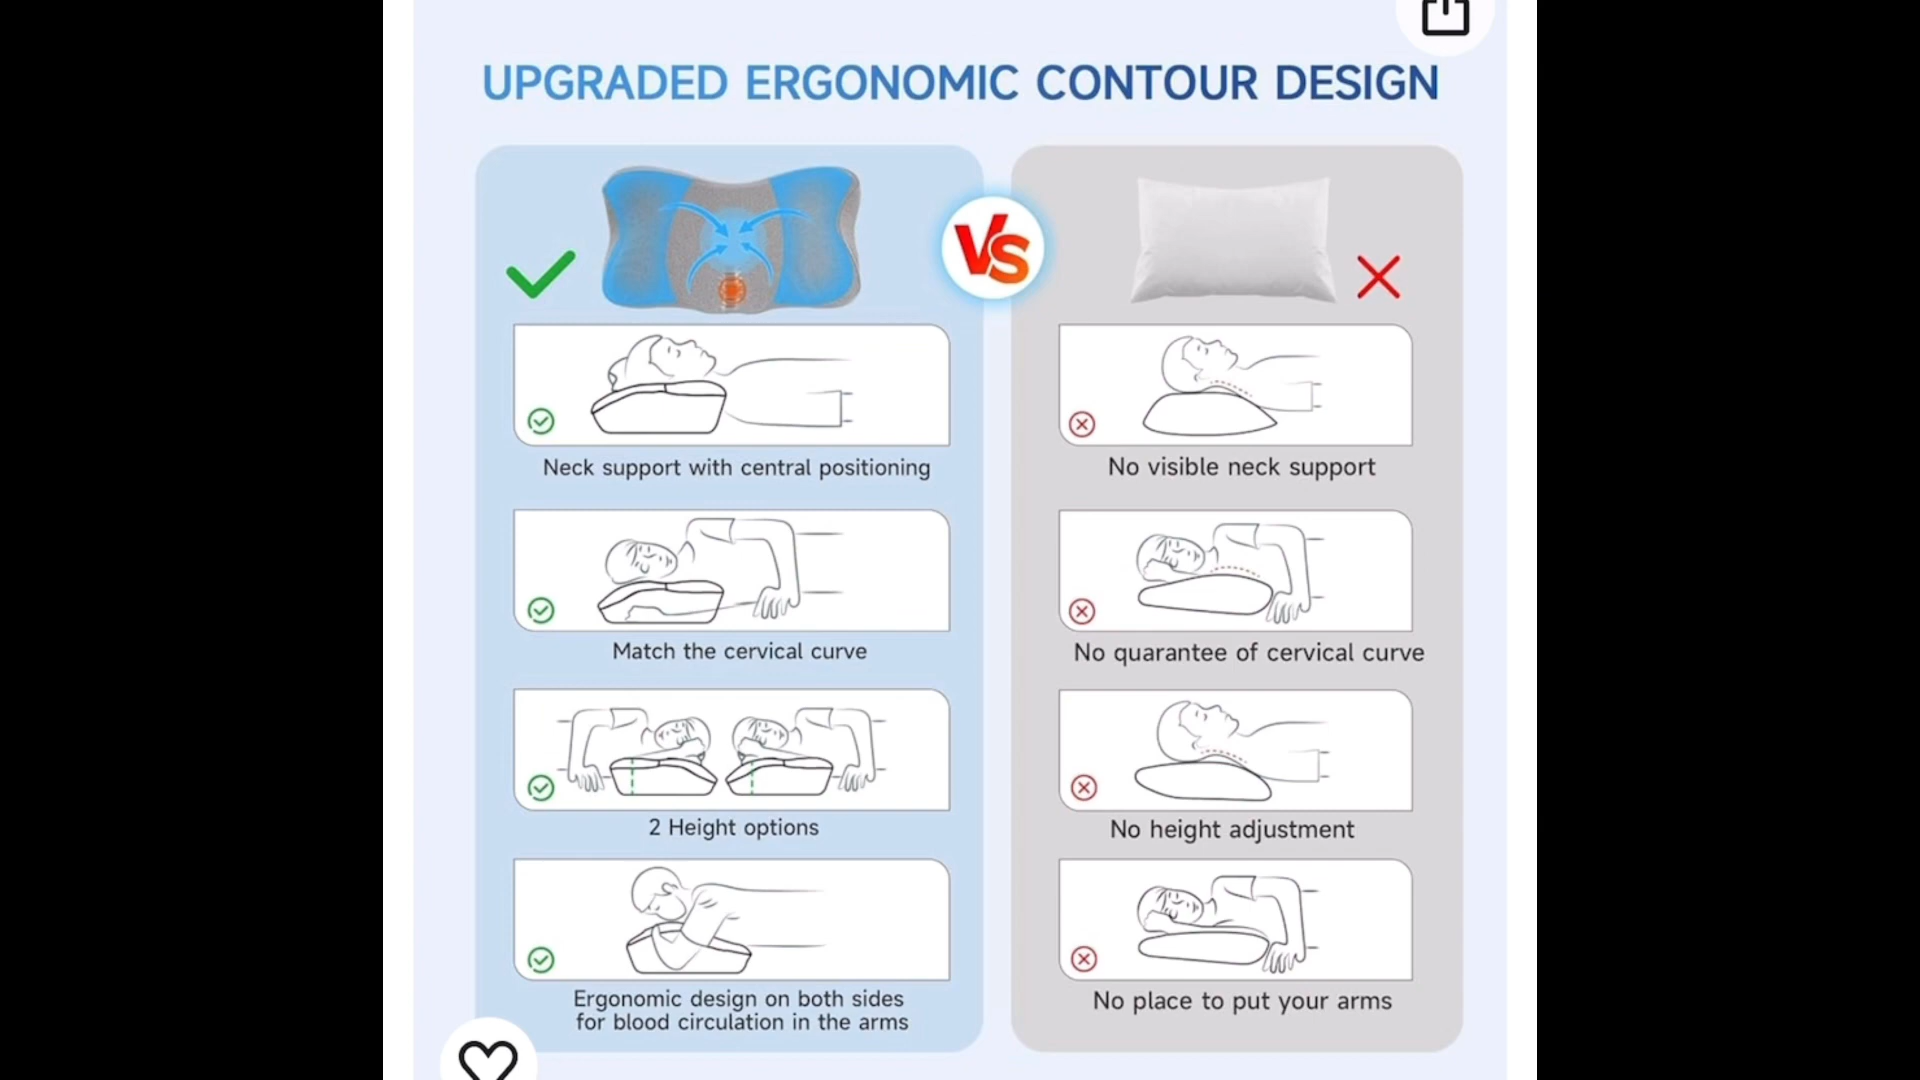 UPGRADED ERGONOMIC CONTOUR DESIGN
VS
Neck support with central positioning
No visible neck support
Match the cervical curve
No quarantee of cervical curve
2 Height options
No height adjustment
Ergonomic design on both sides
for blood circulation in the arms
No place to put your arms